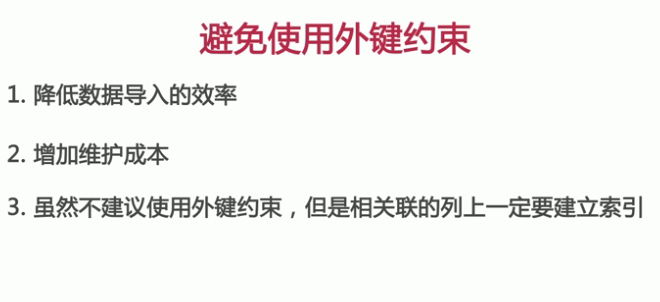 避免使用外键约束
1. 降低数据导入的效率
2. 增加维护成本
3. 虽然不建议使用外键约束，但是相关联的列上一定要建立索引